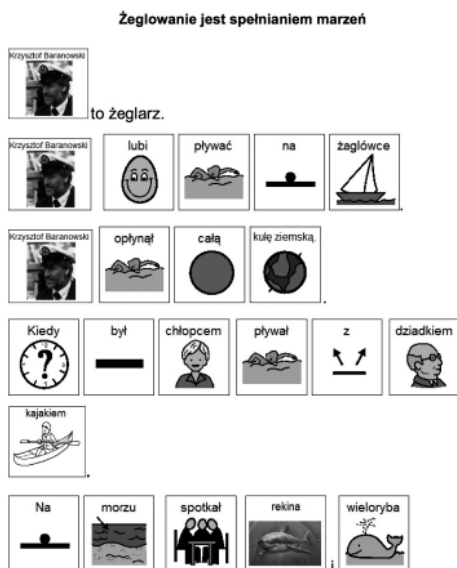 Żeglowanie jest spełnianiem marzeń
Krzysztof Baranowski to żeglarz.
Krzysztof Baranowski lubi pływać na żaglówce.
Krzysztof Baranowski opłynął całą kulę ziemską. .
Kiedy był chłopcem pływał z dziadkiem
kajakiem.
Na morzu spotkał rekina i wieloryba